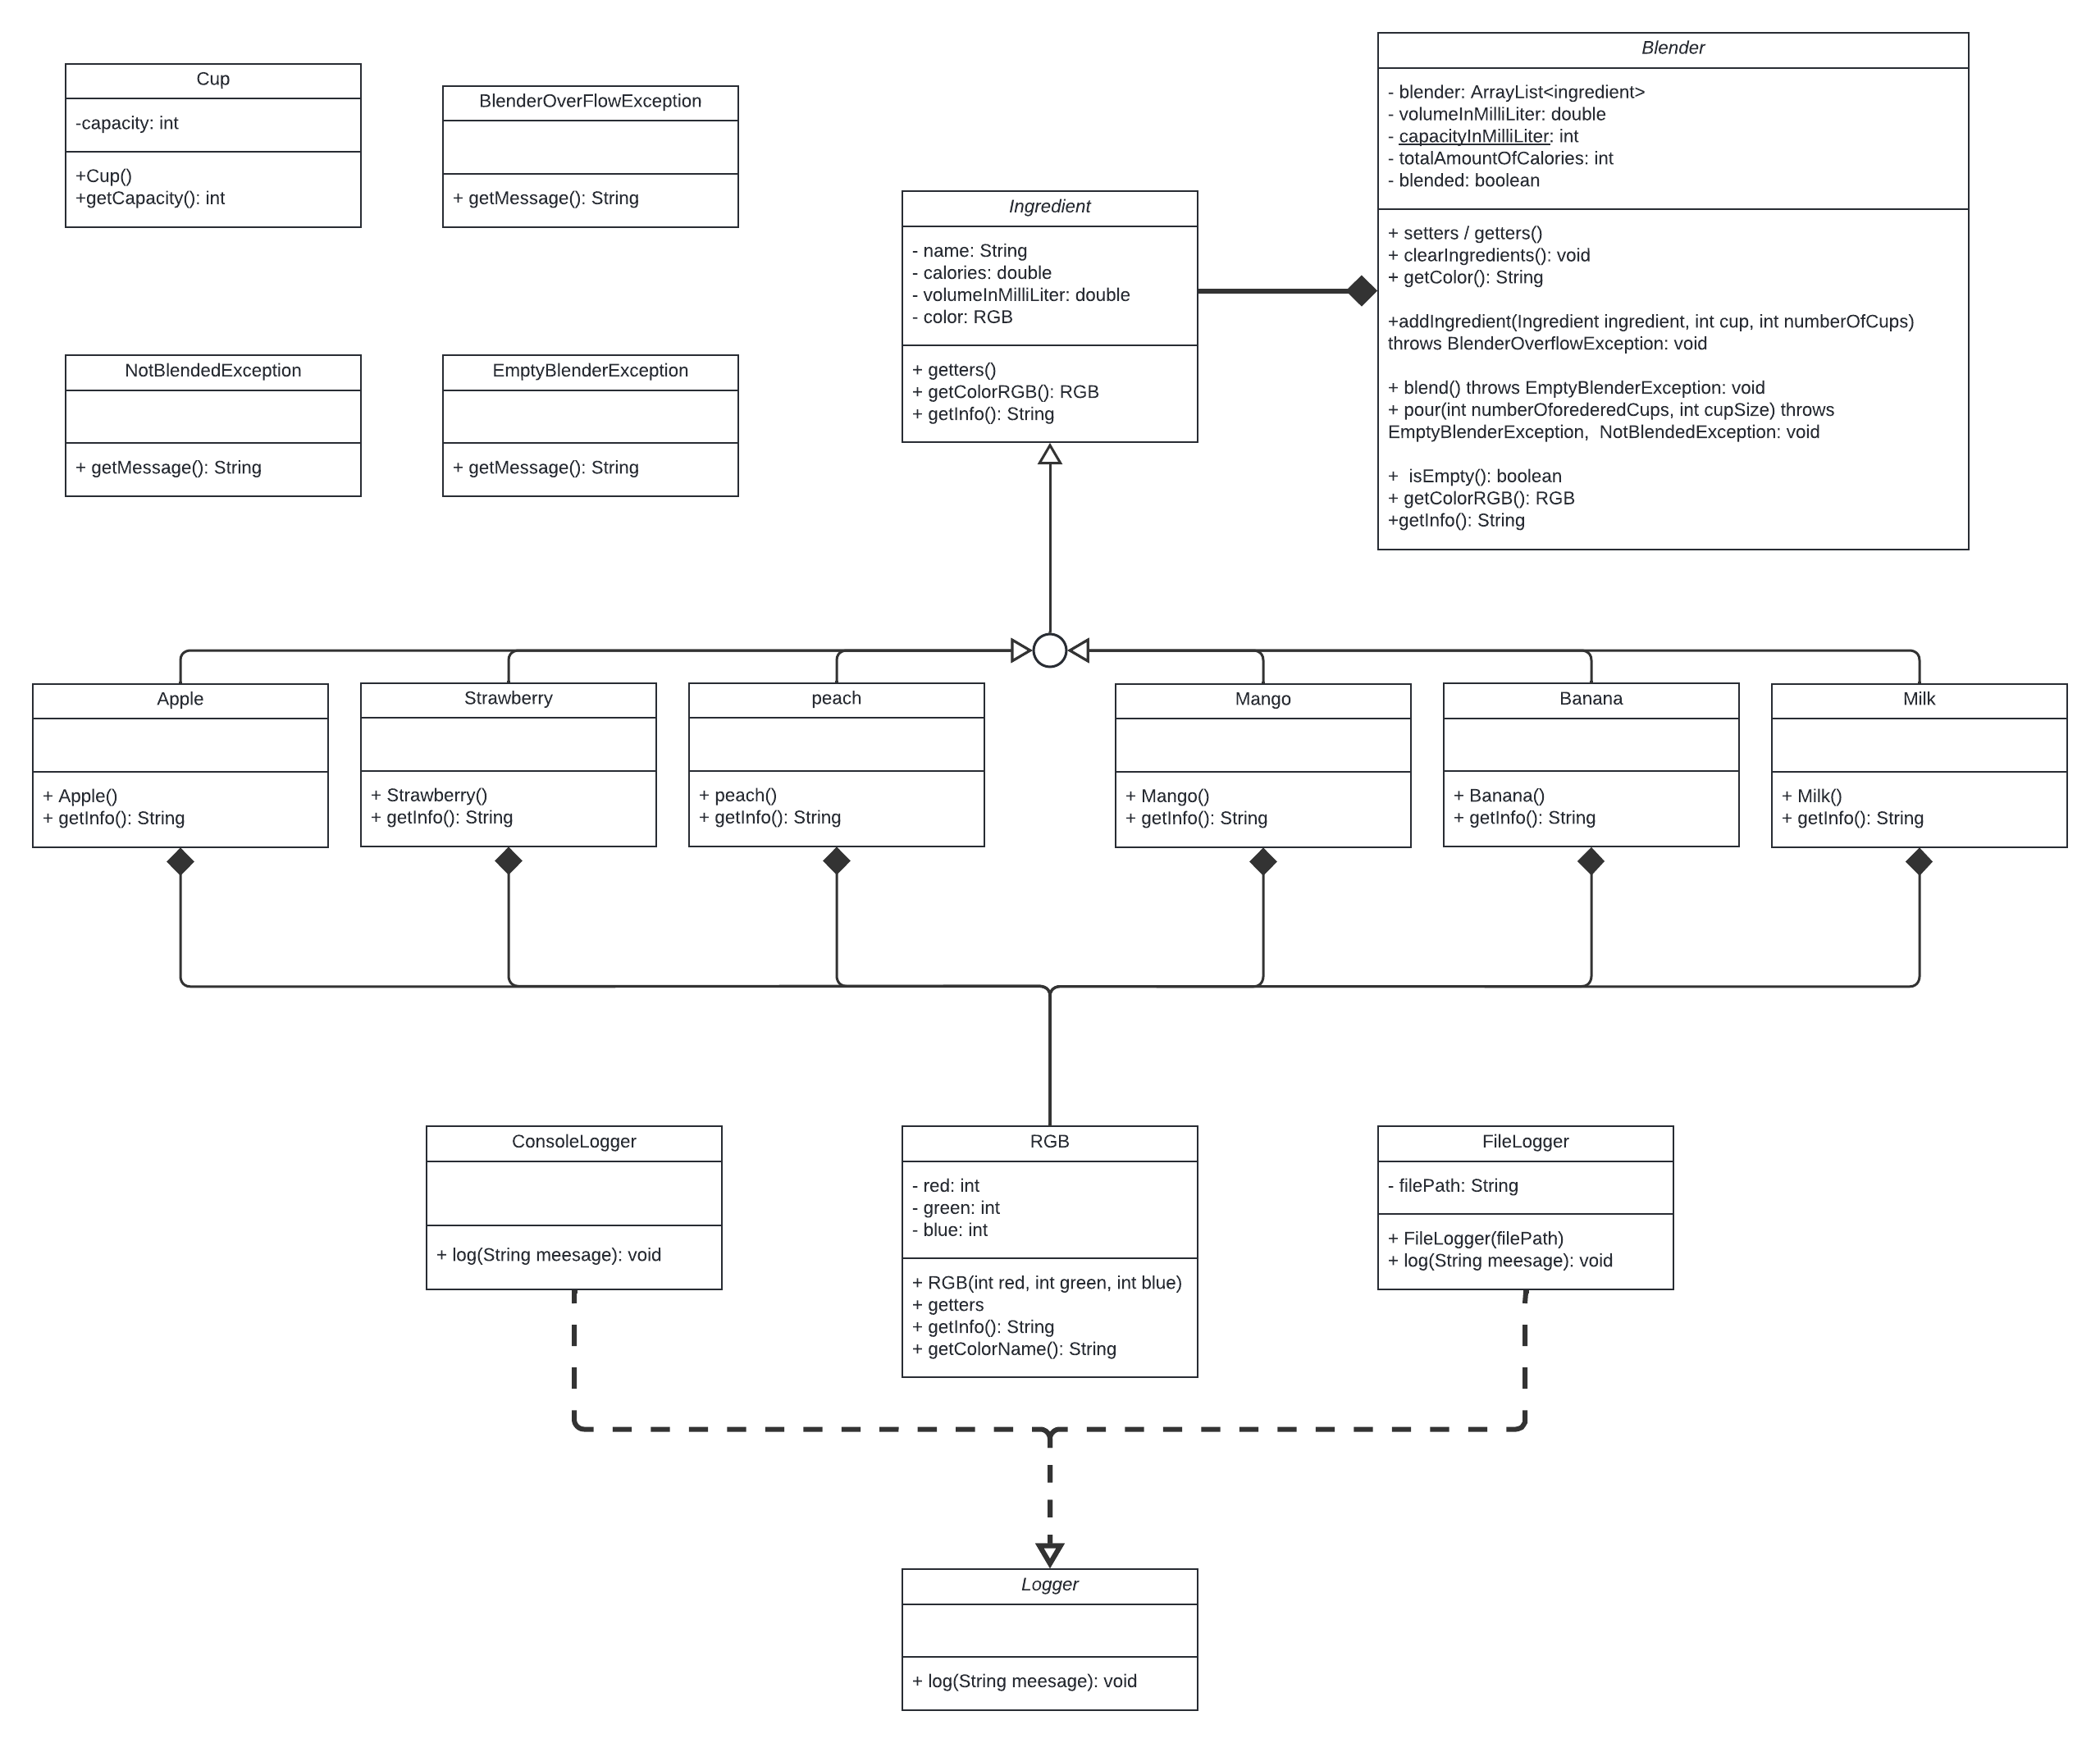 Cup
-capacity: int
+Cup()
+getCapacity(): int
BlenderOverFlowException
+ getMessage(): String
NotBlendedException
+ getMessage(): String
EmptyBlenderException
+ getMessage(): String
Ingredient
- name: String
- calories: double
- volumeInMilliLiter: double
- color: RGB
+ getters()
+ getColorRGB(): RGB
+ getInfo(): String
Blender
- blender: ArrayList<ingredient>
- volumeInMilliLiter: double
- capacityInMilliLiter: int
- totalAmountOfCalories: int
- blended: boolean
+ setters / getters()
+ clearIngredients(): void
+ getColor(): String
+addIngredient(Ingredient ingredient, int cup, int numberOfCups)
throws BlenderOverflowException: void
+ blend() throws EmptyBlenderException: void
+ pour(int numberOforederedCups, int cupSize) throws
EmptyBlenderException,  NotBlendedException: void
+  isEmpty(): boolean
+ getColorRGB(): RGB
+getInfo(): String
Apple
+ Apple()
+ getInfo(): String
Strawberry
+ Strawberry()
+ getInfo(): String
peach
+ peach()
+ getInfo(): String
Mango
+ Mango()
+ getInfo(): String
Banana
+ Banana()
+ getInfo(): String
Milk
+ Milk()
+ getInfo(): String
ConsoleLogger
+ log(String meesage): void
RGB
- red: int
- green: int
- blue: int
+ RGB(int red, int green, int blue)
+ getters
+ getInfo(): String
+ getColorName(): String
FileLogger
- filePath: String
+ FileLogger(filePath)
+ log(String meesage): void
Logger
+ log(String meesage): void